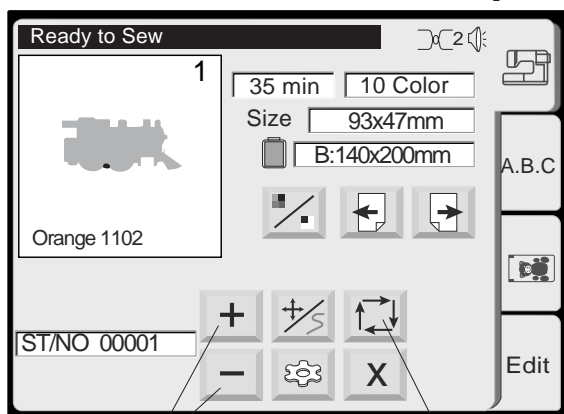 Ready to Sew
2
1
35 min
10 Color
Size
93x47mm
B:140x200mm
A.B.C
Orange 1102
+
ST/NO 00001
−
X
Edit